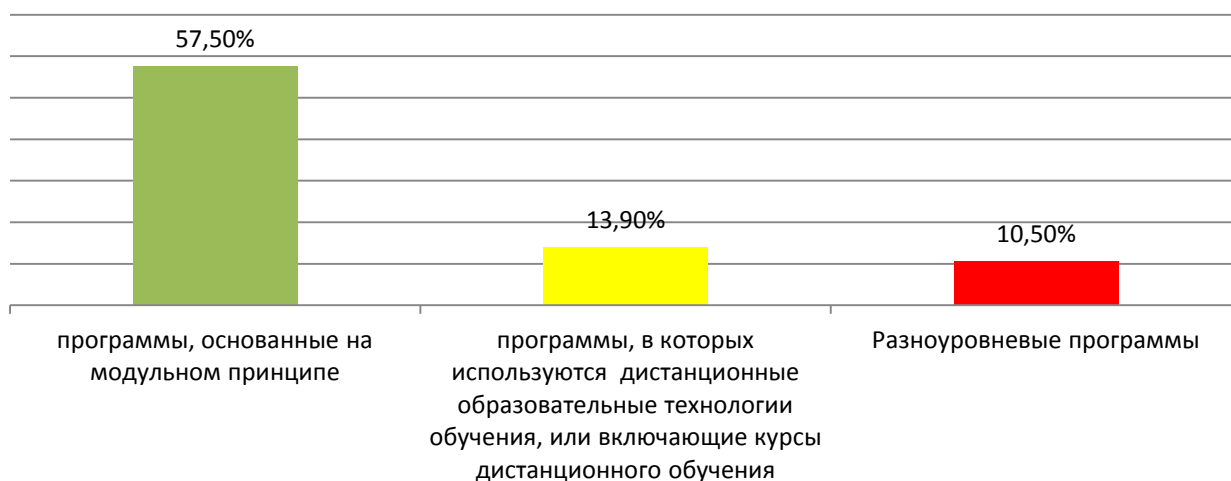 57,50%
13,90%
10,50%
программы, основанные на
модульном принципе
программы, в которых
используются дистанционные
образовательные технологии
обучения, или включающие курсы
дистанционного обучения
Разноуровневые программы